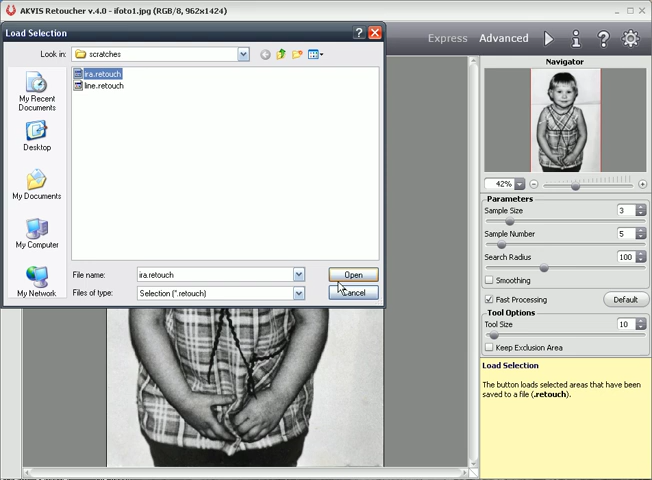 AKVIS Retoucher v.4.0 - ifoto1.jpg (RGB/8, 962x1424)
Load Selection
Look in:
scratches
Express
Advanced
My Recent
Documents
Desktop
My Documents
My Computer
My Network
ira.retouch
line.retouch
File name:
ira.retouch
Open
Files of type:
Selection (*.retouch)
Cancel
Navigator
42%
Parameters
Sample Size
3
Sample Number
5
Search Radius
100
Smoothing
Fast Processing
Default
Tool Options
Tool Size
10
Keep Exclusion Area
Load Selection
The button loads selected areas that have been
saved to a file (.retouch).